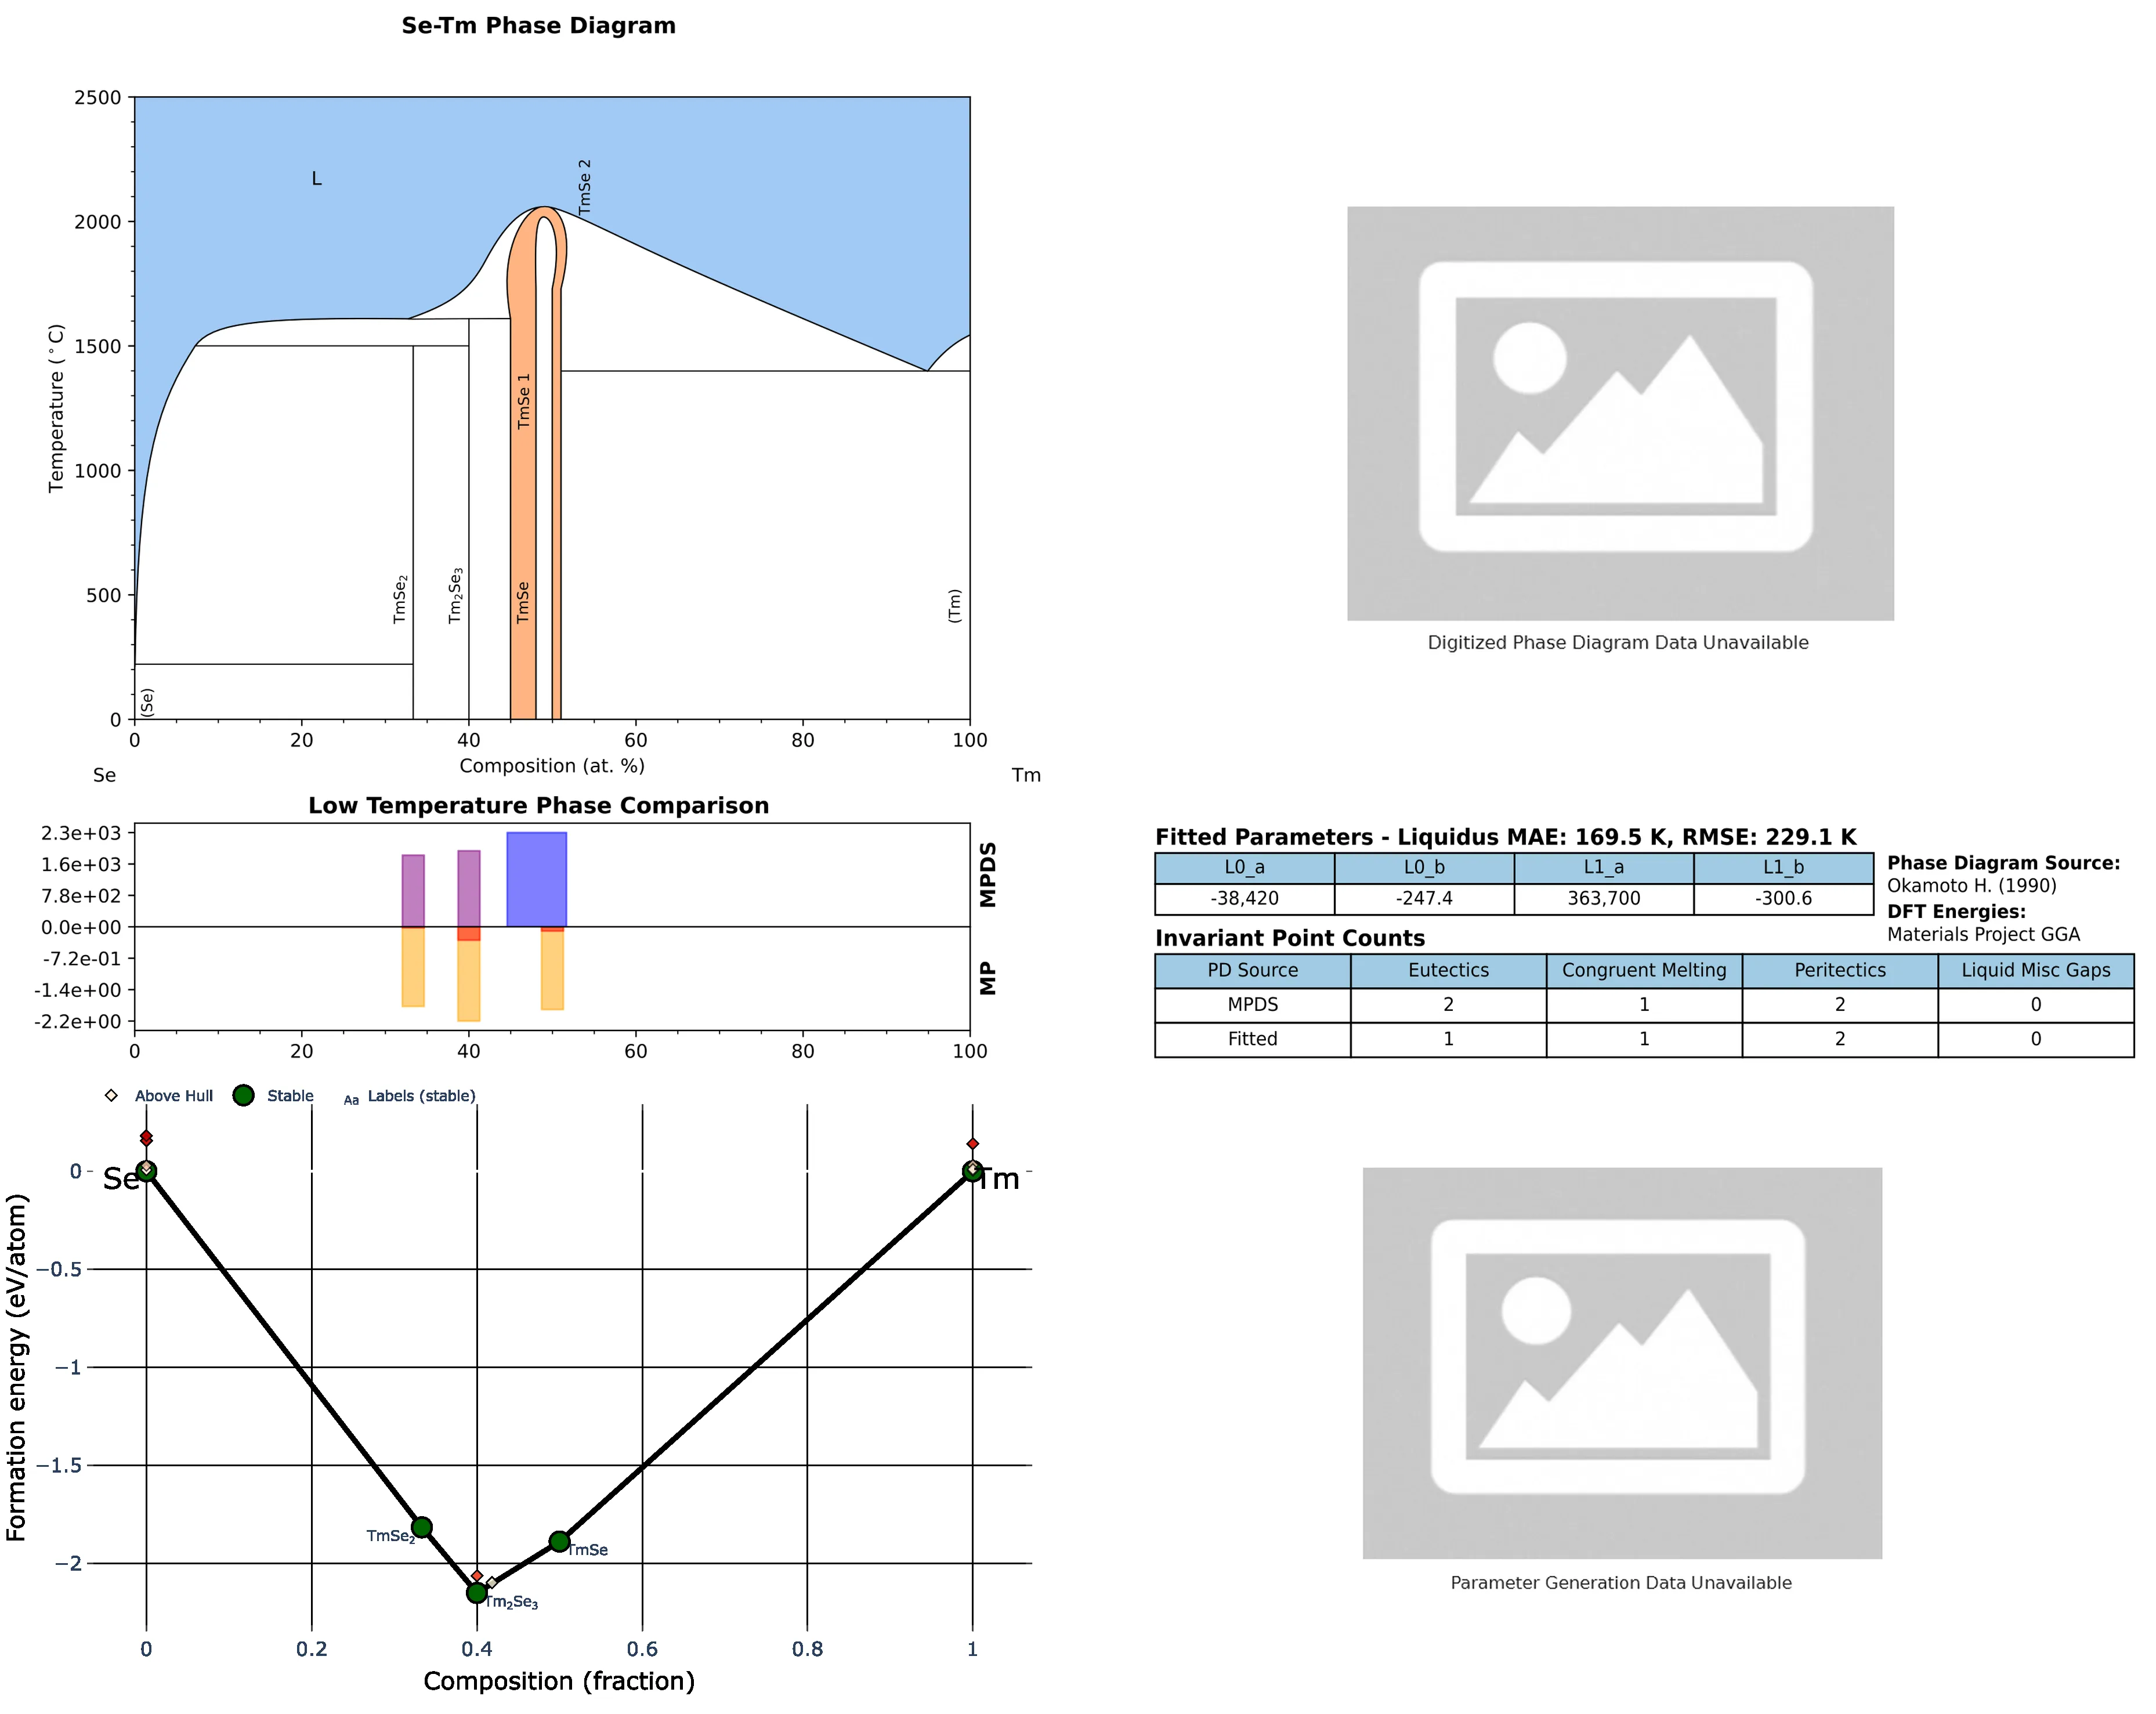 Se-Tm Phase Diagram
2500
2000
1500
1000
500
0
Temperature (°C)
L
TmSe 2
TmSe 1
TmSe₂
Tm₂Se₃
TmSe
(Tm)
(Se)
0 20 40 60 80 100
Composition (at. %)
Se Tm
Digitized Phase Diagram Data Unavailable
Low Temperature Phase Comparison
2.3e+03
1.6e+03
7.8e+02
0.0e+00
-7.2e-01
-1.4e+00
-2.2e+00
MPDS
MP
0 20 40 60 80 100
Fitted Parameters - Liquidus MAE: 169.5 K, RMSE: 229.1 K
L0_a L0_b L1_a L1_b
-38,420 -247.4 363,700 -300.6
Phase Diagram Source:
Okamoto H. (1990)
DFT Energies:
Materials Project GGA
Invariant Point Counts
PD Source Eutectics Congruent Melting Peritectics Liquid Misc Gaps
MPDS 2 1 2 0
Fitted 1 1 2 0
Above Hull Stable Aa Labels (stable)
0
−0.5
−1
−1.5
−2
Formation energy (eV/atom)
Se
Tm
TmSe₂
TmSe
Tm₂Se₃
0 0.2 0.4 0.6 0.8 1
Composition (fraction)
Parameter Generation Data Unavailable